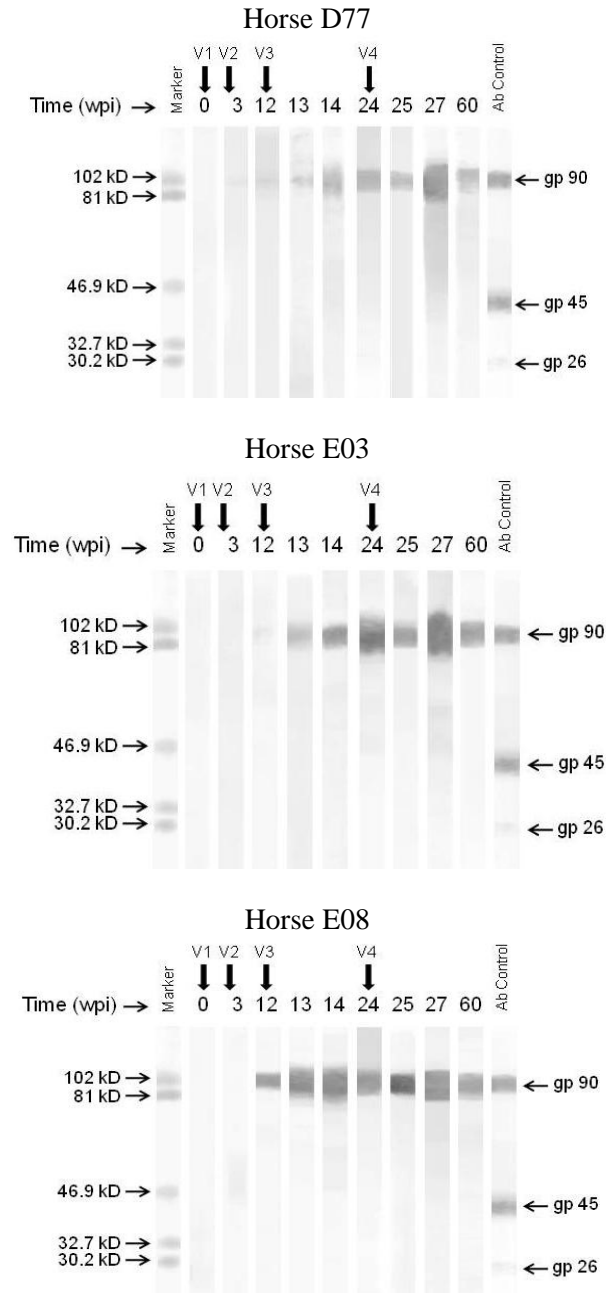 Horse D77
Marker V1 V2 V3 V4 Ab Control
Time (wpi) → 0 3 12 13 14 24 25 27 60
102 kD → ← gp 90
81 kD →
46.9 kD → ← gp 45
32.7 kD →
30.2 kD → ← gp 26
Horse E03
Marker V1 V2 V3 V4 Ab Control
Time (wpi) → 0 3 12 13 14 24 25 27 60
102 kD → ← gp 90
81 kD →
46.9 kD → ← gp 45
32.7 kD →
30.2 kD → ← gp 26
Horse E08
Marker V1 V2 V3 V4 Ab Control
Time (wpi) → 0 3 12 13 14 24 25 27 60
102 kD → ← gp 90
81 kD →
46.9 kD → ← gp 45
32.7 kD →
30.2 kD → ← gp 26